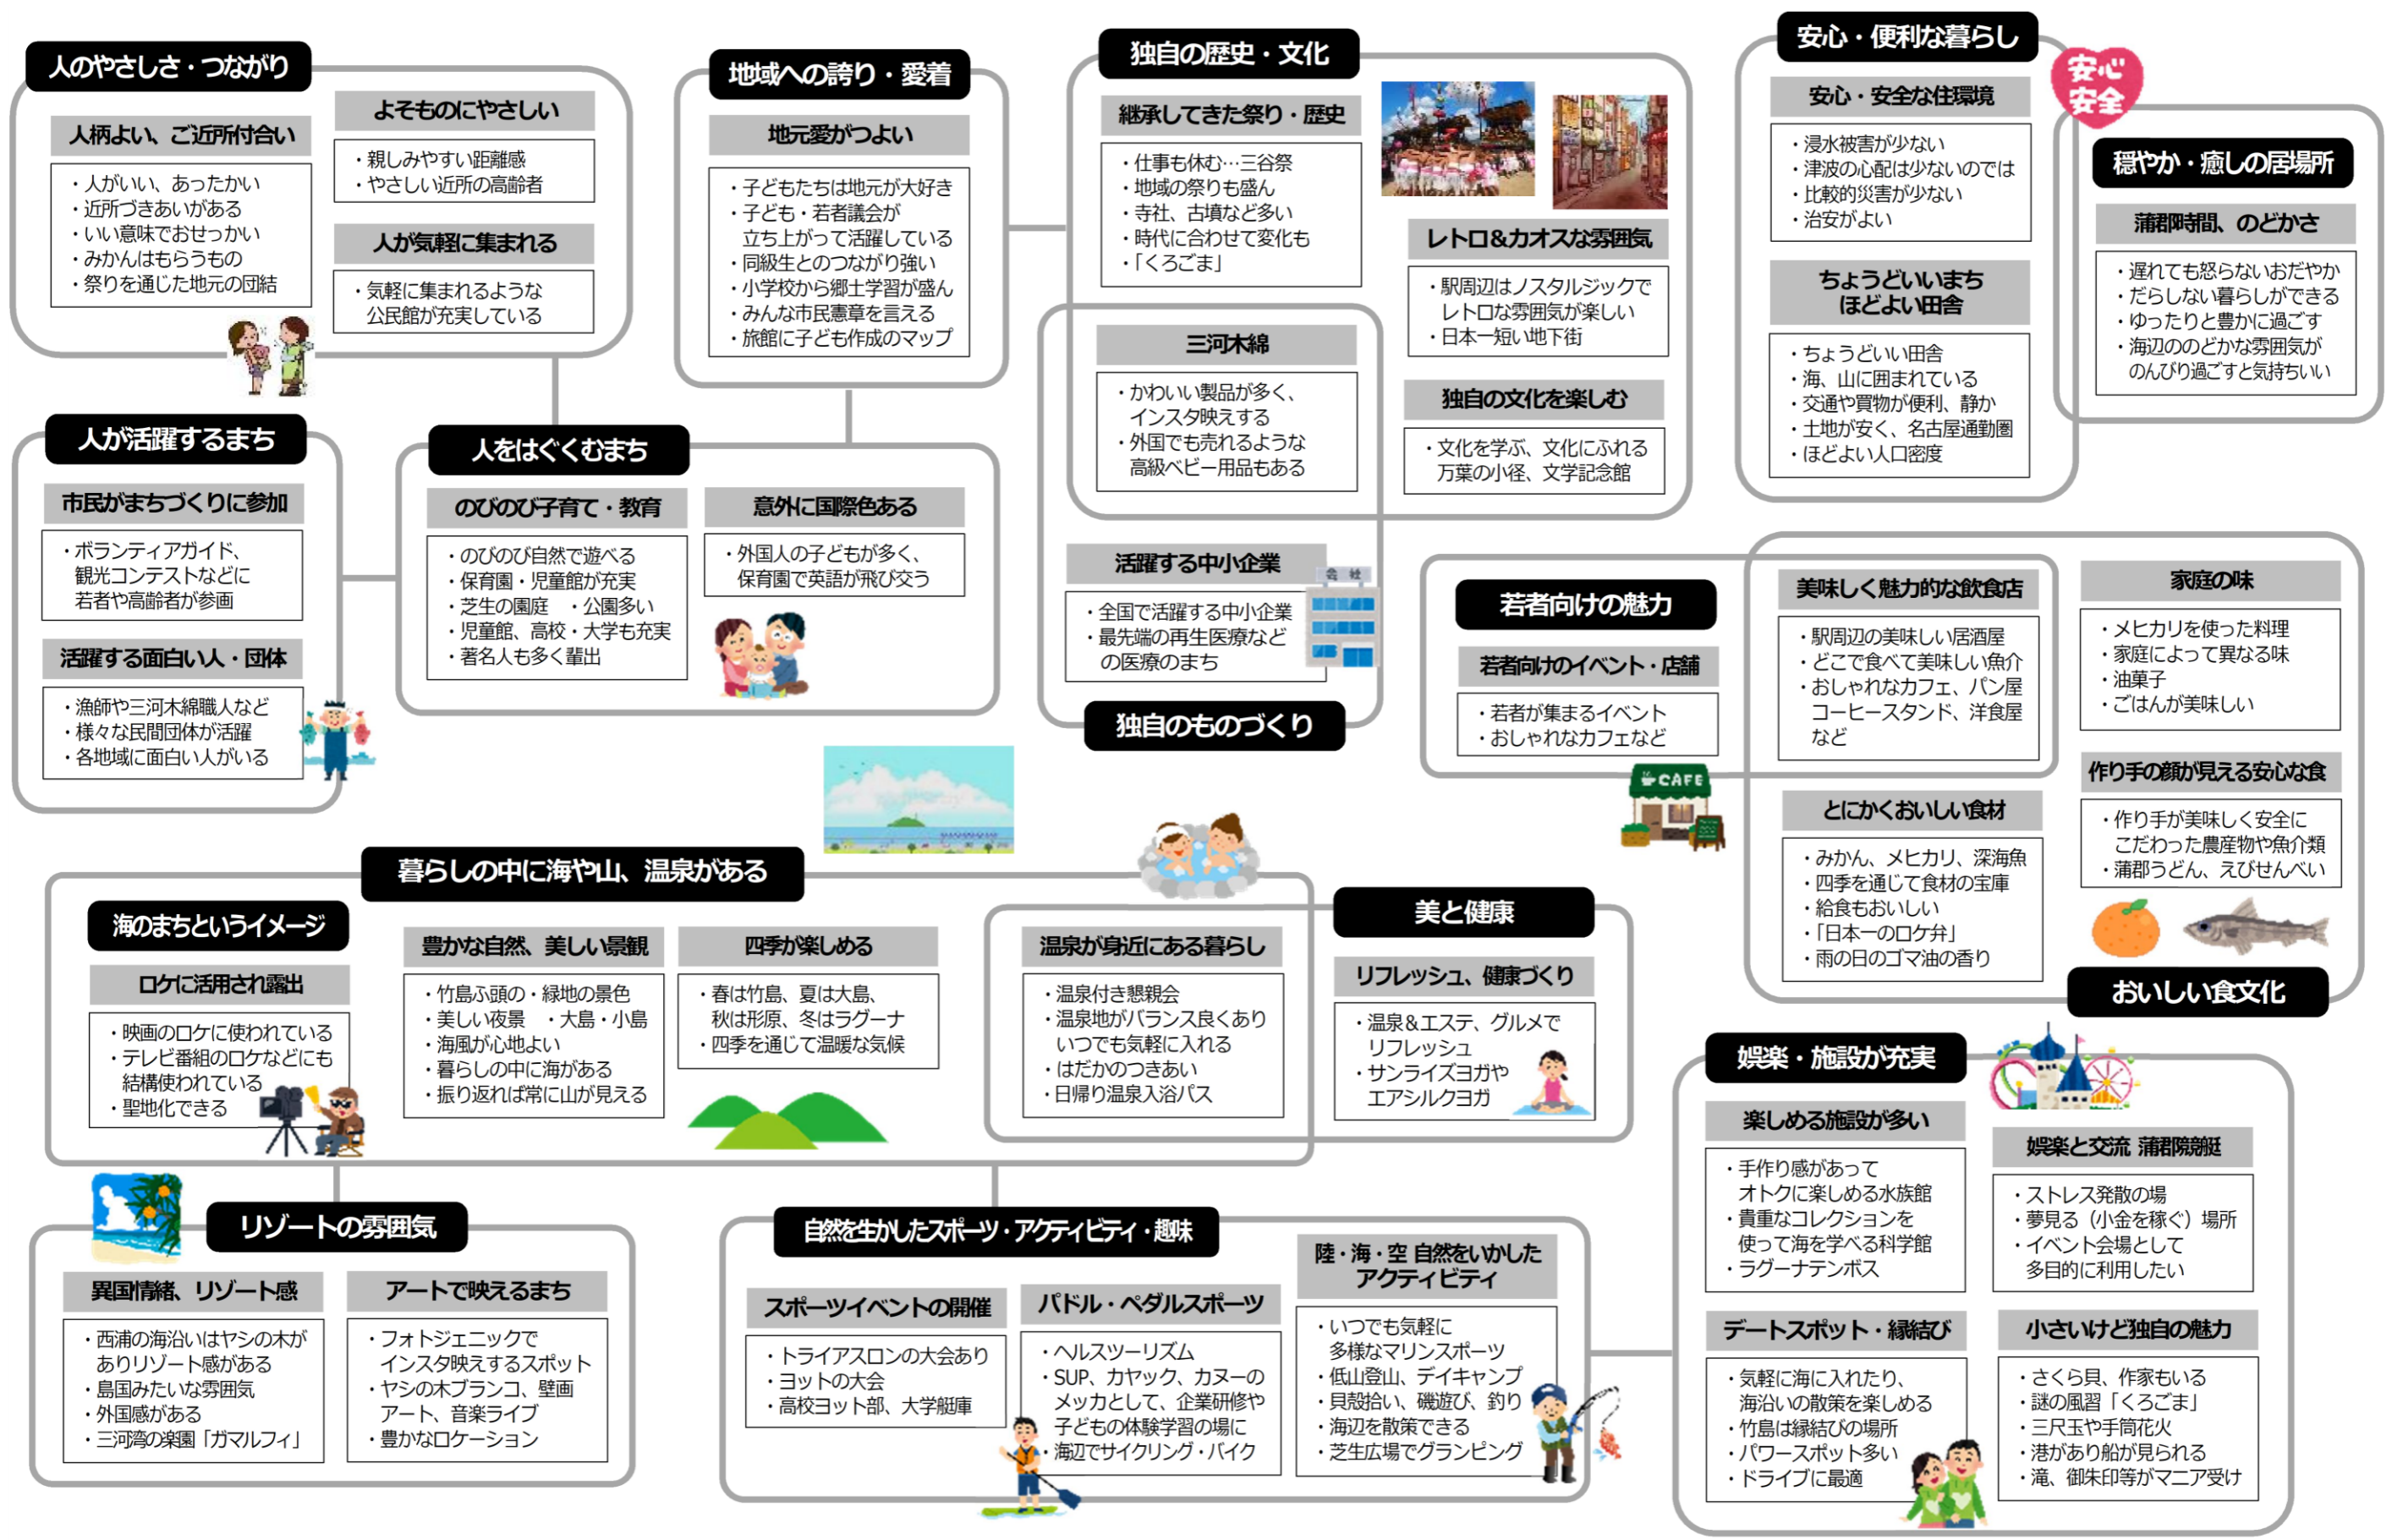 人のやさしさ・つながり
人柄よい、ご近所付合い
・人がいい、あったかい
・近所づきあいがある
・いい意味でおせっかい
・みかんはもらうもの
・祭りを通じた地元の団結
よそものにやさしい
・親しみやすい距離感
・やさしい近所の高齢者
人が気軽に集まれる
・気軽に集まれるような
公民館が充実している
地域への誇り・愛着
地元愛がつよい
・子どもたちは地元が大好き
・子ども・若者議会が
立ち上がって活躍している
・同級生とのつながり強い
・小学校から郷土学習が盛ん
・みんな市民憲章を言える
・旅館に子ども作成のマップ
独自の歴史・文化
継承してきた祭り・歴史
・仕事も休む…三谷祭
・地域の祭りも盛ん
・寺社、古墳など多い
・時代に合わせて変化も
・「くろごま」
レトロ＆カオスな雰囲気
・駅周辺はノスタルジックで
レトロな雰囲気が楽しい
・日本一短い地下街
三河木綿
・かわいい製品が多く、
インスタ映えする
・外国でも売れるような
高級ベビー用品もある
独自の文化を楽しむ
・文化を学ぶ、文化にふれる
万葉の小径、文学記念館
安心・便利な暮らし
安心・安全な住環境
・浸水被害が少ない
・津波の心配は少ないのでは
・比較的災害が少ない
・治安がよい
ちょうどいいまち
ほどよい田舎
・ちょうどいい田舎
・海、山に囲まれている
・交通や買物が便利、静か
・土地が安く、名古屋通勤圏
・ほどよい人口密度
安心
安全
穏やか・癒しの居場所
蒲郡時間、のどかさ
・遅れても怒らないおだやか
・だらしない暮らしができる
・ゆったりと豊かに過ごす
・海辺ののどかな雰囲気が
のんびり過ごすと気持ちいい
人が活躍するまち
市民がまちづくりに参加
・ボランティアガイド、
観光コンテストなどに
若者や高齢者が参画
活躍する面白い人・団体
・漁師や三河木綿職人など
・様々な民間団体が活躍
・各地域に面白い人がいる
人をはぐくむまち
のびのび子育て・教育
・のびのび自然で遊べる
・保育園・児童館が充実
・芝生の園庭　・公園多い
・児童館、高校・大学も充実
・著名人も多く輩出
意外に国際色ある
・外国人の子どもが多く、
保育園で英語が飛び交う
活躍する中小企業
・全国で活躍する中小企業
・最先端の再生医療など
の医療のまち
会 社
独自のものづくり
若者向けの魅力
若者向けのイベント・店舗
・若者が集まるイベント
・おしゃれなカフェなど
CAFE
美味しく魅力的な飲食店
・駅周辺の美味しい居酒屋
・どこで食べて美味しい魚介
・おしゃれなカフェ、パン屋
コーヒースタンド、洋食屋
など
家庭の味
・メヒカリを使った料理
・家庭によって異なる味
・油菓子
・ごはんが美味しい
とにかくおいしい食材
・みかん、メヒカリ、深海魚
・四季を通じて食材の宝庫
・給食もおいしい
・「日本一のロケ弁」
・雨の日のゴマ油の香り
作り手の顔が見える安心な食
・作り手が美味しく安全に
こだわった農産物や魚介類
・蒲郡うどん、えびせんべい
おいしい食文化
暮らしの中に海や山、温泉がある
海のまちというイメージ
ロケに活用され露出
・映画のロケに使われている
・テレビ番組のロケなどにも
結構使われている
・聖地化できる
豊かな自然、美しい景観
・竹島ふ頭の・緑地の景色
・美しい夜景　・大島・小島
・海風が心地よい
・暮らしの中に海がある
・振り返れば常に山が見える
四季が楽しめる
・春は竹島、夏は大島、
秋は形原、冬はラグーナ
・四季を通じて温暖な気候
温泉が身近にある暮らし
・温泉付き懇親会
・温泉地がバランス良くあり
いつでも気軽に入れる
・はだかのつきあい
・日帰り温泉入浴パス
美と健康
リフレッシュ、健康づくり
・温泉＆エステ、グルメで
リフレッシュ
・サンライズヨガや
エアシルクヨガ
リゾートの雰囲気
異国情緒、リゾート感
・西浦の海沿いはヤシの木が
ありリゾート感がある
・島国みたいな雰囲気
・外国感がある
・三河湾の楽園「ガマルフィ」
アートで映えるまち
・フォトジェニックで
インスタ映えするスポット
・ヤシの木ブランコ、壁画
アート、音楽ライブ
・豊かなロケーション
自然を生かしたスポーツ・アクティビティ・趣味
スポーツイベントの開催
・トライアスロンの大会あり
・ヨットの大会
・高校ヨット部、大学艇庫
パドル・ペダルスポーツ
・ヘルスツーリズム
・SUP、カヤック、カヌーの
メッカとして、企業研修や
子どもの体験学習の場に
・海辺でサイクリング・バイク
陸・海・空 自然をいかした
アクティビティ
・いつでも気軽に
多様なマリンスポーツ
・低山登山、デイキャンプ
・貝殻拾い、磯遊び、釣り
・海辺を散策できる
・芝生広場でグランピング
娯楽・施設が充実
楽しめる施設が多い
・手作り感があって
オトクに楽しめる水族館
・貴重なコレクションを
使って海を学べる科学館
・ラグーナテンボス
娯楽と交流 蒲郡競艇
・ストレス発散の場
・夢見る（小金を稼ぐ）場所
・イベント会場として
多目的に利用したい
デートスポット・縁結び
・気軽に海に入れたり、
海沿いの散策を楽しめる
・竹島は縁結びの場所
・パワースポット多い
・ドライブに最適
小さいけど独自の魅力
・さくら貝、作家もいる
・謎の風習「くろごま」
・三尺玉や手筒花火
・港があり船が見られる
・滝、御朱印等がマニア受け